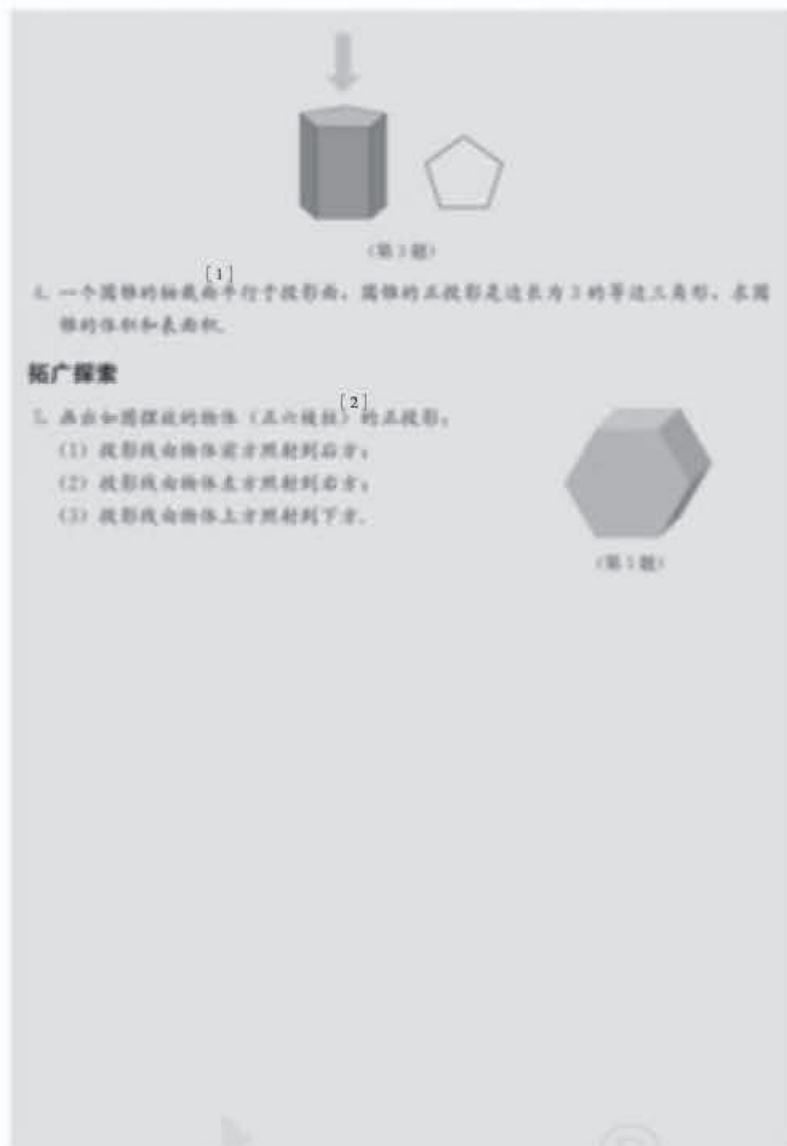 （第3题）
[1]
4. 一个圆锥的轴截面平行于投影面，圆锥的正投影是边长为3的等边三角形，求圆
锥的体积和表面积.
拓广探索
[2]
5. 画出如图摆放的物体（正六棱柱）的正投影：
（1）投影线由物体前方照射到后方；
（2）投影线由物体左方照射到右方；
（3）投影线由物体上方照射到下方.
（第5题）